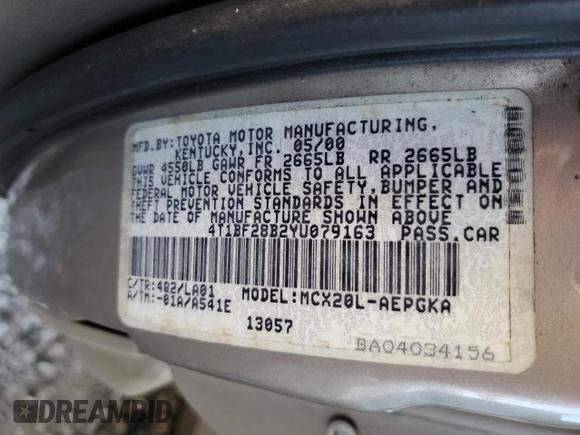 MFD.BY:TOYOTA MOTOR MANUFACTURING,
KENTUCKY,INC. 05/00
GVWR 4550LB GAWR FR 2665LB RR 2665LB
THIS VEHICLE CONFORMS TO ALL APPLICABLE
FEDERAL MOTOR VEHICLE SAFETY,BUMPER AND
THEFT PREVENTION STANDARDS IN EFFECT ON
THE DATE OF MANUFACTURE SHOWN ABOVE
4T1BF28B2YU079163 PASS.CAR
C/TR:4B2/LA01
A/TM:-01A/A541E MODEL:MCX20L-AEPGKA
13057
BA04034156
DREAMBID